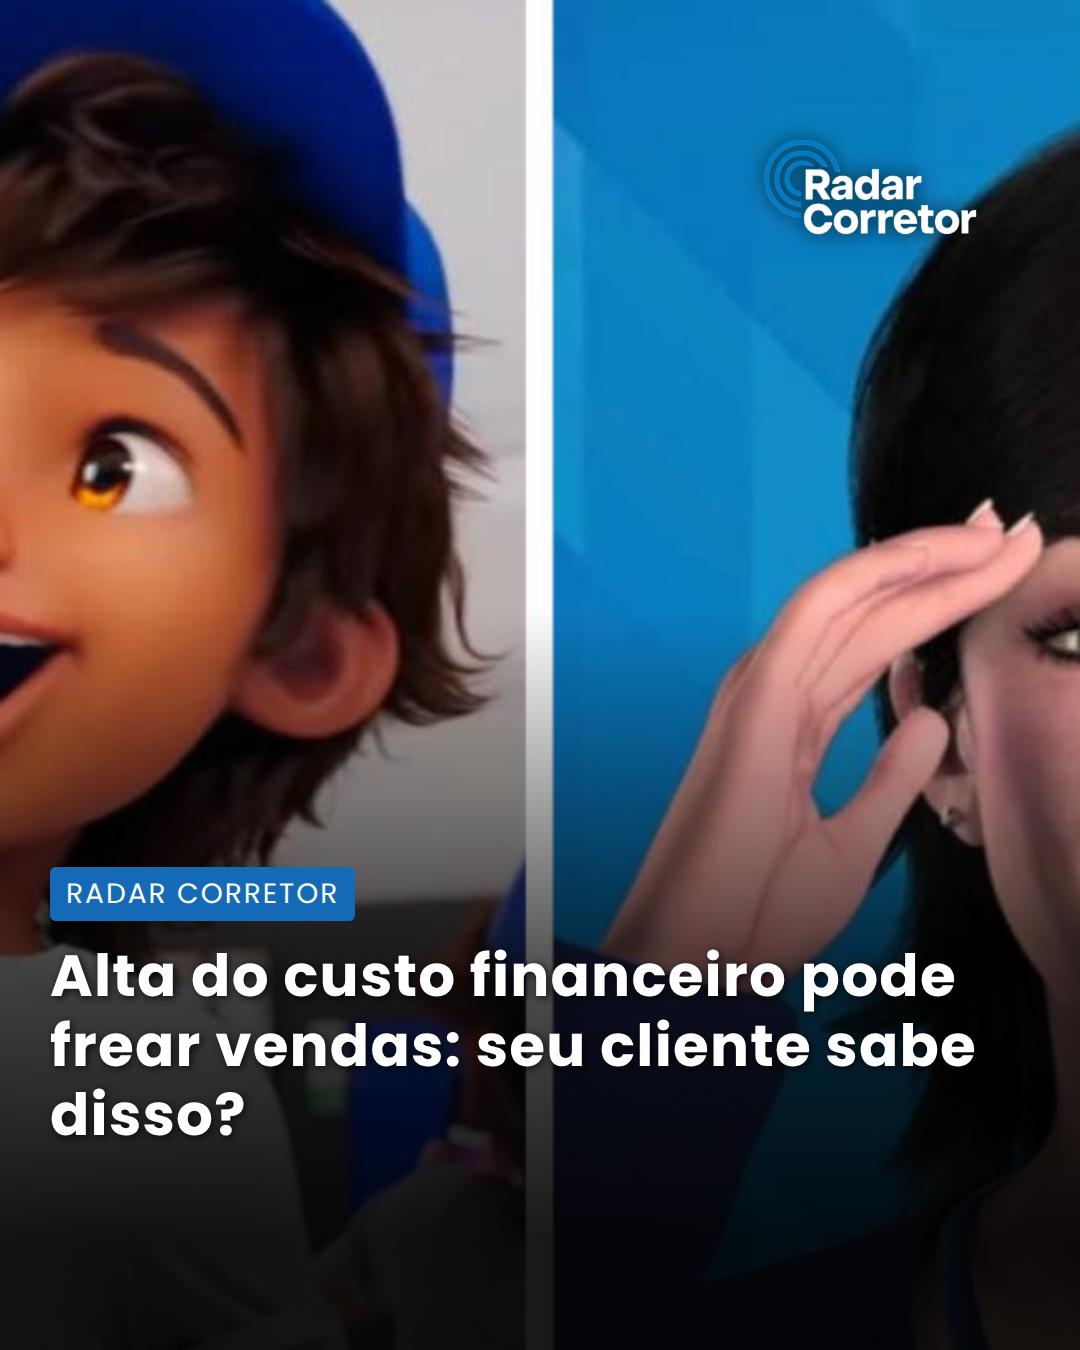 Radar
Corretor
RADAR CORRETOR
Alta do custo financeiro pode
frear vendas: seu cliente sabe
disso?